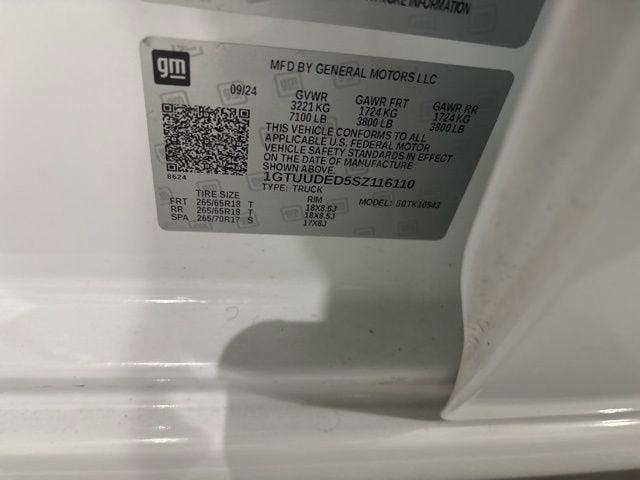 MORE INFORMATION
gm
MFD BY GENERAL MOTORS LLC
09/24
GVWR GAWR FRT GAWR RR
3221 KG 1724 KG 1724 KG
7100 LB 3800 LB 3800 LB
THIS VEHICLE CONFORMS TO ALL
APPLICABLE U.S. FEDERAL MOTOR
VEHICLE SAFETY STANDARDS IN EFFECT
ON THE DATE OF MANUFACTURE
SHOWN ABOVE.
8624
1GTUUDED5SZ116110
TYPE: TRUCK
TIRE SIZE RIM MODEL:
FRT 265/65R18 T 18X8.5J
RR 265/65R18 T 18X8.5J
SPA 265/70R17 S 17X8J